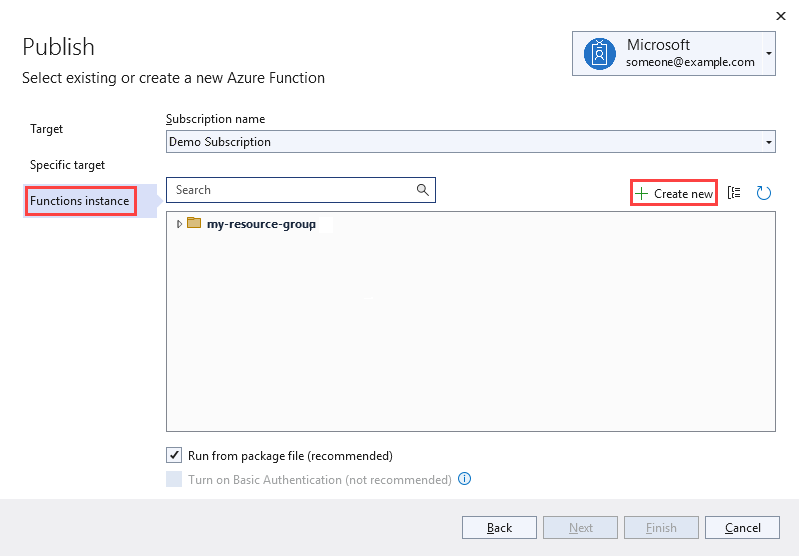 Publish
Select existing or create a new Azure Function
Microsoft
someone@example.com
Target
Specific target
Functions instance
Subscription name
Demo Subscription
Search
Create new
my-resource-group
Run from package file (recommended)
Turn on Basic Authentication (not recommended)
Back
Next
Finish
Cancel